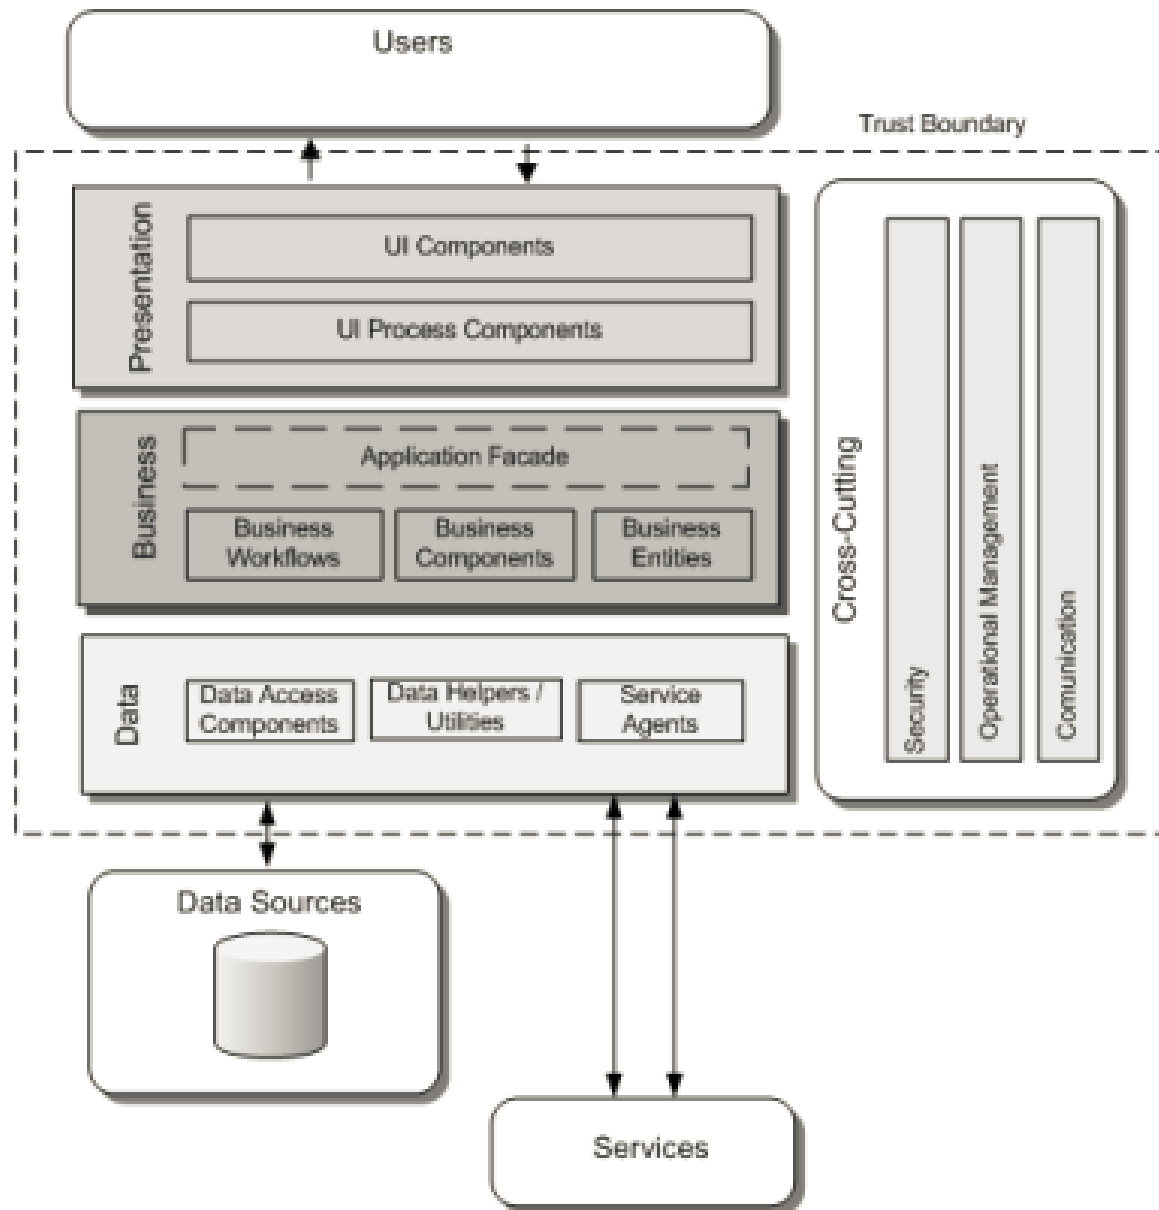 Users
Trust Boundary
Presentation
UI Components
UI Process Components
Business
Application Facade
Business
Workflows
Business
Components
Business
Entities
Data
Data Access
Components
Data Helpers /
Utilities
Service
Agents
Cross-Cutting
Security
Operational Management
Comunication
Data Sources
Services